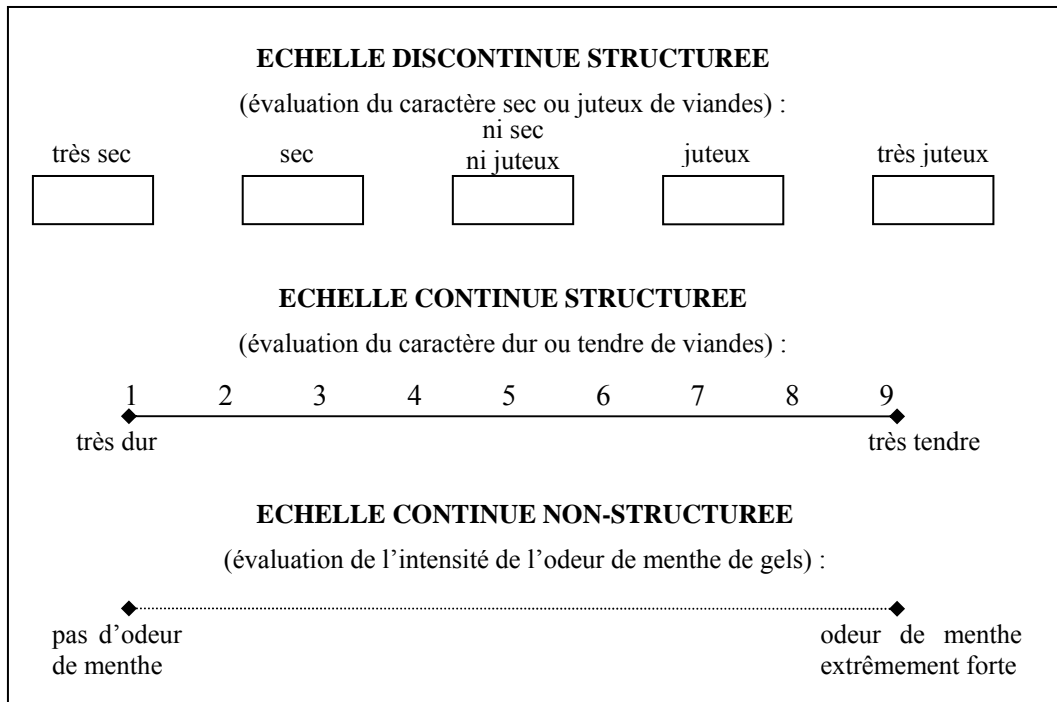 ECHELLE DISCONTINUE STRUCTUREE
(évaluation du caractère sec ou juteux de viandes) :
très sec sec ni sec ni juteux juteux très juteux
ECHELLE CONTINUE STRUCTUREE
(évaluation du caractère dur ou tendre de viandes) :
1 2 3 4 5 6 7 8 9
très dur très tendre
ECHELLE CONTINUE NON-STRUCTUREE
(évaluation de l’intensité de l’odeur de menthe de gels) :
pas d’odeur de menthe
odeur de menthe extrêmement forte